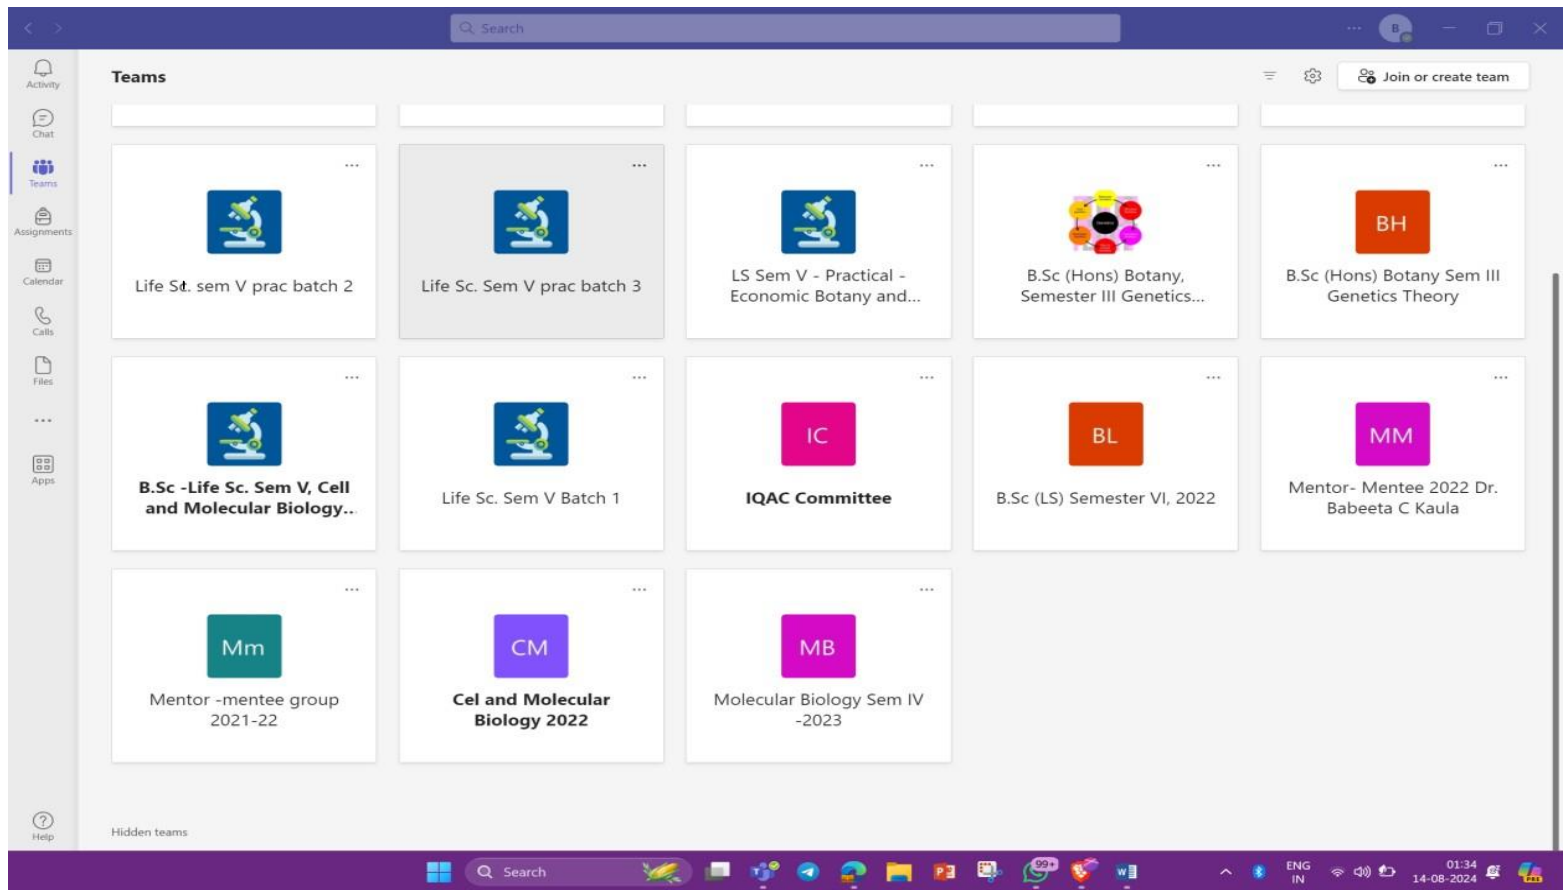 Search
B
Activity
Chat
Teams
Assignments
Calendar
Calls
Files
Apps
Help
Teams
Join or create team
Life Sc. sem V prac batch 2
Life Sc. Sem V prac batch 3
LS Sem V - Practical -
Economic Botany and...
B.Sc (Hons) Botany,
Semester III Genetics...
BH
B.Sc (Hons) Botany Sem III
Genetics Theory
B.Sc -Life Sc. Sem V, Cell
and Molecular Biology...
Life Sc. Sem V Batch 1
IC
IQAC Committee
BL
B.Sc (LS) Semester VI, 2022
MM
Mentor- Mentee 2022 Dr.
Babeeta C Kaula
Mm
Mentor -mentee group
2021-22
CM
Cel and Molecular
Biology 2022
MB
Molecular Biology Sem IV
-2023
Hidden teams
Search
99+
ENG
IN
01:34
14-08-2024